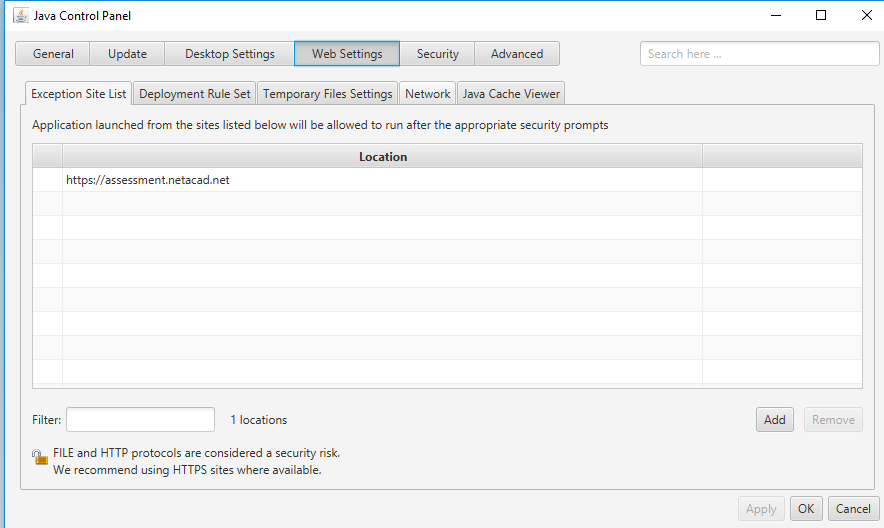 Java Control Panel
General Update Desktop Settings Web Settings Security Advanced Search here ...
Exception Site List Deployment Rule Set Temporary Files Settings Network Java Cache Viewer
Application launched from the sites listed below will be allowed to run after the appropriate security prompts
Location
https://assessment.netacad.net
Filter: 1 locations Add Remove
FILE and HTTP protocols are considered a security risk.
We recommend using HTTPS sites where available.
Apply OK Cancel